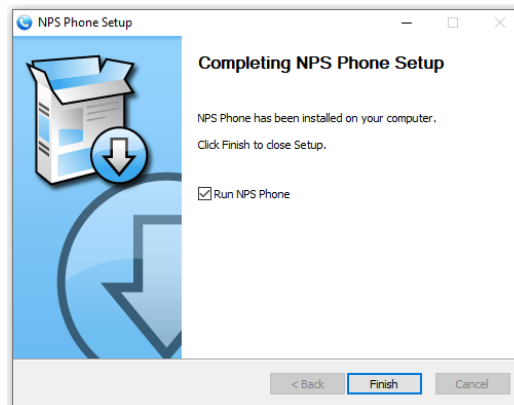 NPS Phone Setup
Completing NPS Phone Setup
NPS Phone has been installed on your computer.
Click Finish to close Setup.
Run NPS Phone
< Back Finish Cancel